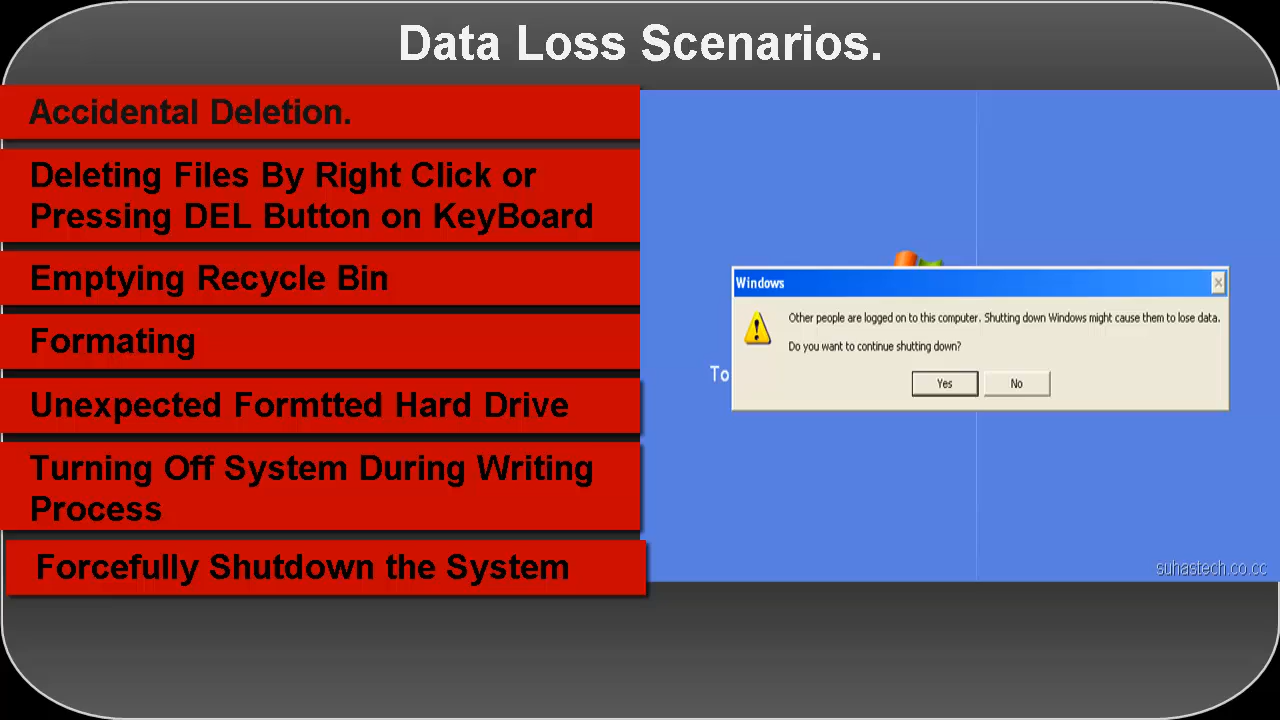 Data Loss Scenarios.
Accidental Deletion.
Deleting Files By Right Click or
Pressing DEL Button on KeyBoard
Emptying Recycle Bin
Formating
Unexpected Formtted Hard Drive
Turning Off System During Writing
Process
Forcefully Shutdown the System
Windows
Other people are logged on to this computer. Shutting down Windows might cause them to lose data.
Do you want to continue shutting down?
Yes No
To
suhastech.co.cc